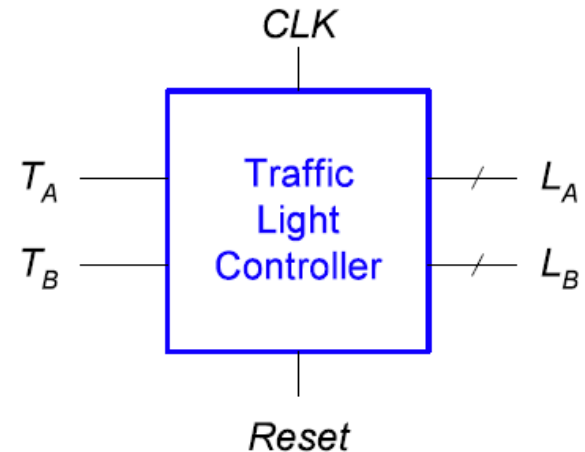 CLK
T_A
Traffic
Light
Controller
L_A
T_B
L_B
Reset